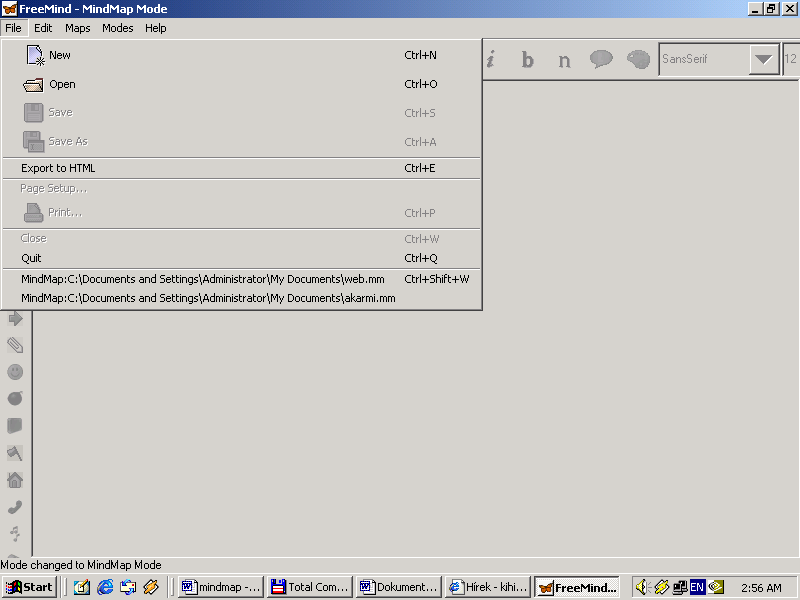 FreeMind - MindMap Mode
File Edit Maps Modes Help
New Ctrl+N
Open Ctrl+O
Save Ctrl+S
Save As Ctrl+A
Export to HTML Ctrl+E
Page Setup...
Print... Ctrl+P
Close Ctrl+W
Quit Ctrl+Q
MindMap:C:\Documents and Settings\Administrator\My Documents\web.mm Ctrl+Shift+W
MindMap:C:\Documents and Settings\Administrator\My Documents\akarmi.mm
i b n SansSerif 12
Mode changed to MindMap Mode
Start mindmap -... Total Com... Dokument... Hírek - kihi... FreeMind... EN 2:56 AM